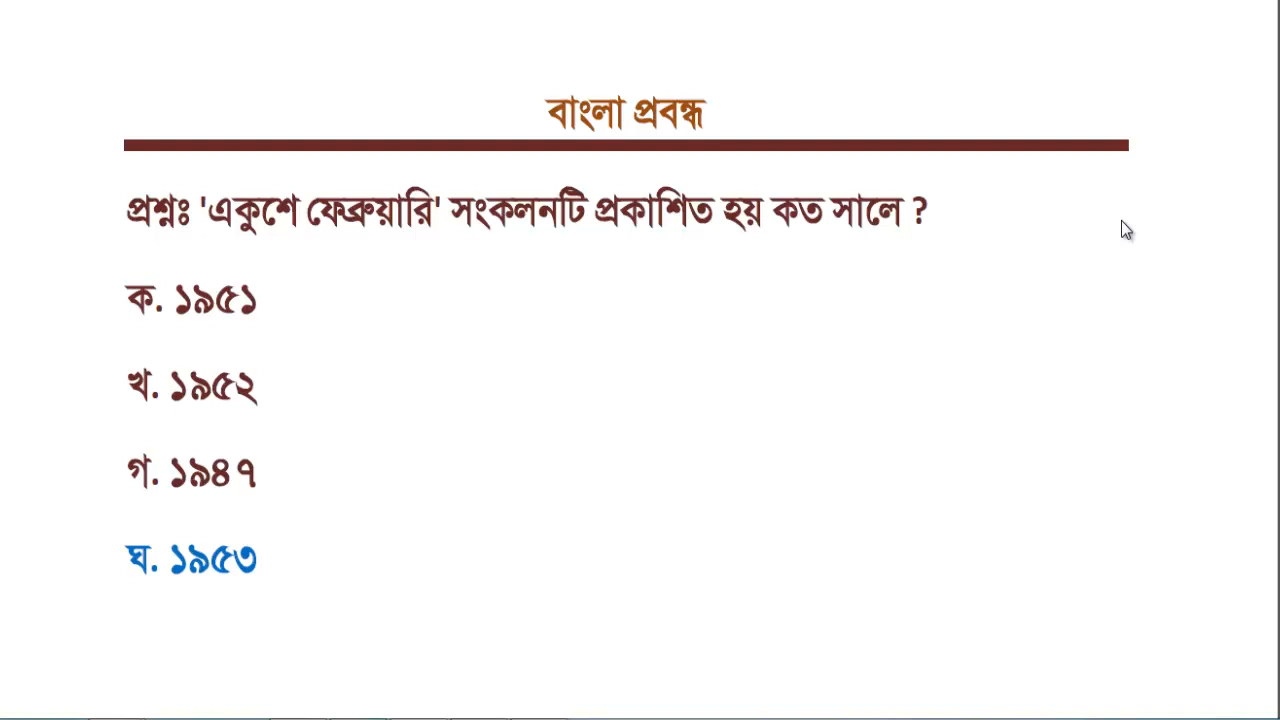 বাংলা প্রবন্ধ
প্রশ্নঃ 'একুশে ফেব্রুয়ারি' সংকলনটি প্রকাশিত হয় কত সালে ?
ক. ১৯৫১
খ. ১৯৫২
গ. ১৯৪৭
ঘ. ১৯৫৩